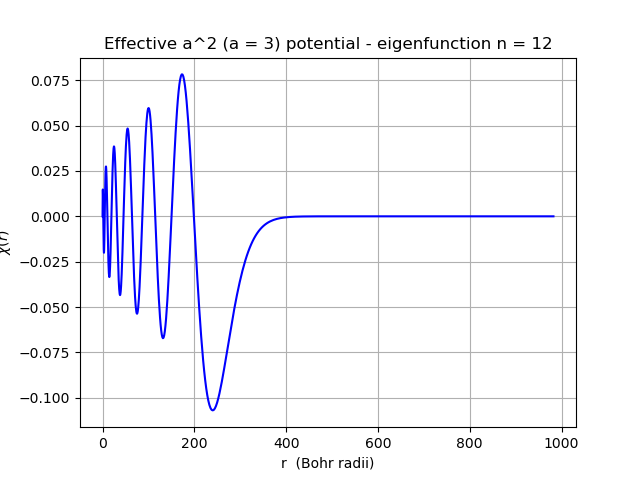 Effective a^2 (a = 3) potential - eigenfunction n = 12
0.075
0.050
0.025
0.000
−0.025
−0.050
−0.075
−0.100
χ(r)
0 200 400 600 800 1000
r (Bohr radii)